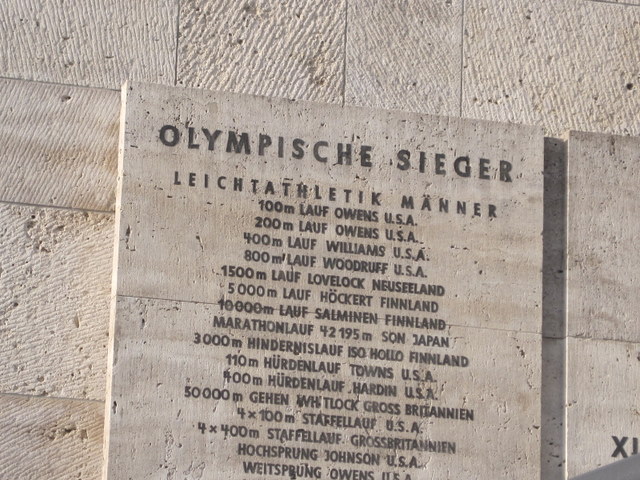 OLYMPISCHE SIEGER
LEICHTATHLETIK MÄNNER
100m LAUF OWENS U.S.A.
200m LAUF OWENS U.S.A.
400m LAUF WILLIAMS U.S.A.
800m LAUF WOODRUFF U.S.A.
1500m LAUF LOVELOCK NEUSEELAND
5000m LAUF HÖCKERT FINNLAND
10000m LAUF SALMINEN FINNLAND
MARATHONLAUF 42195m SON JAPAN
3000m HINDERNISLAUF ISO HOLLO FINNLAND
110m HÜRDENLAUF TOWNS U.S.A.
400m HÜRDENLAUF HARDIN U.S.A.
50000m GEHEN WHITLOCK GROSS BRITANNIEN
4×100m STAFFELLAUF U.S.A.
4×400m STAFFELLAUF GROSSBRITANNIEN
HOCHSPRUNG JOHNSON U.S.A.
WEITSPRUNG OWENS U.S.A.